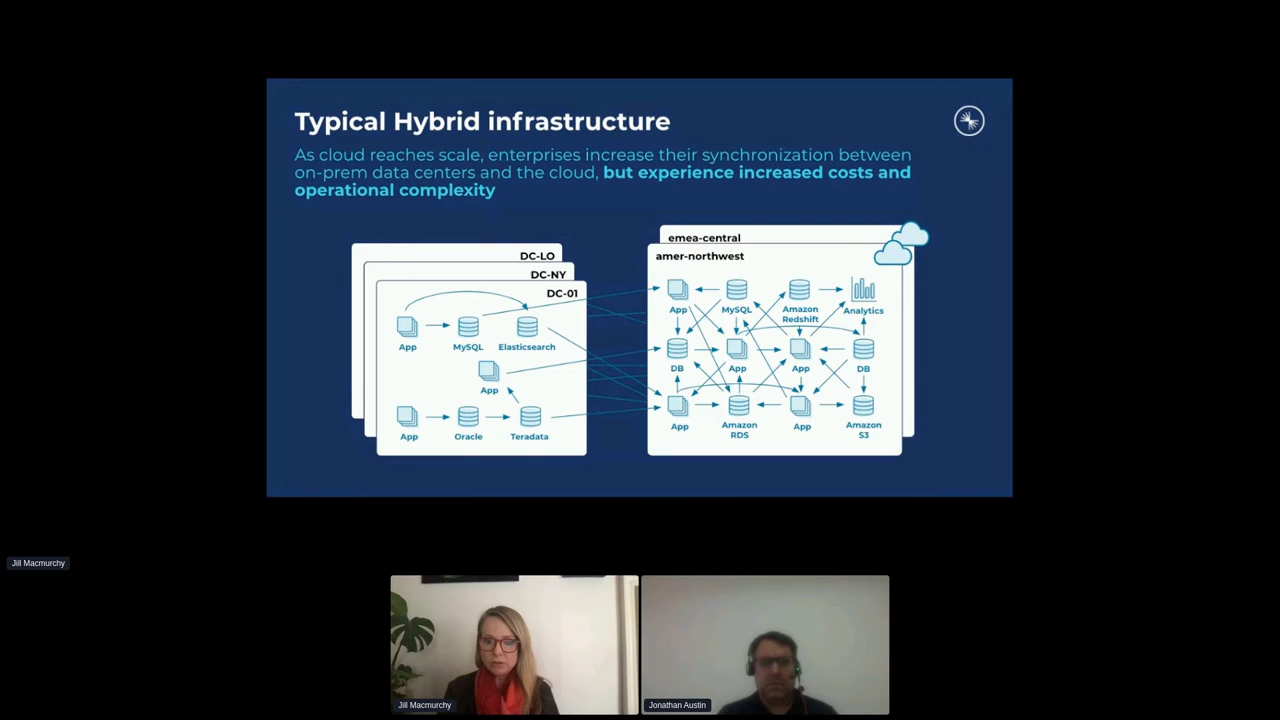 Typical Hybrid infrastructure
As cloud reaches scale, enterprises increase their synchronization between
on-prem data centers and the cloud, but experience increased costs and
operational complexity
DC-LO
DC-NY
DC-01
App
MySQL
Elasticsearch
App
App
Oracle
Teradata
emea-central
amer-northwest
App
MySQL
Amazon
Redshift
Analytics
DB
App
App
DB
App
Amazon
RDS
App
Amazon
S3
Jill Macmurchy
Jill Macmurchy
Jonathan Austin